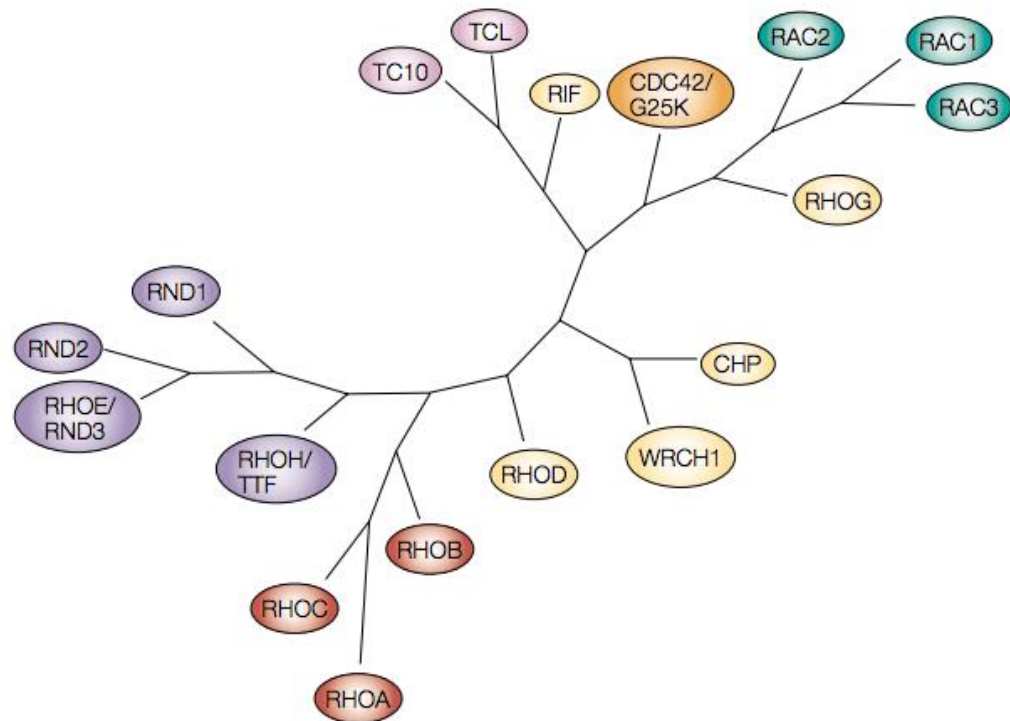 TCL
TC10
RIF
CDC42/
G25K
RAC2
RAC1
RAC3
RHOG
RND1
RND2
RHOE/
RND3
RHOH/
TTF
CHP
WRCH1
RHOD
RHOB
RHOC
RHOA